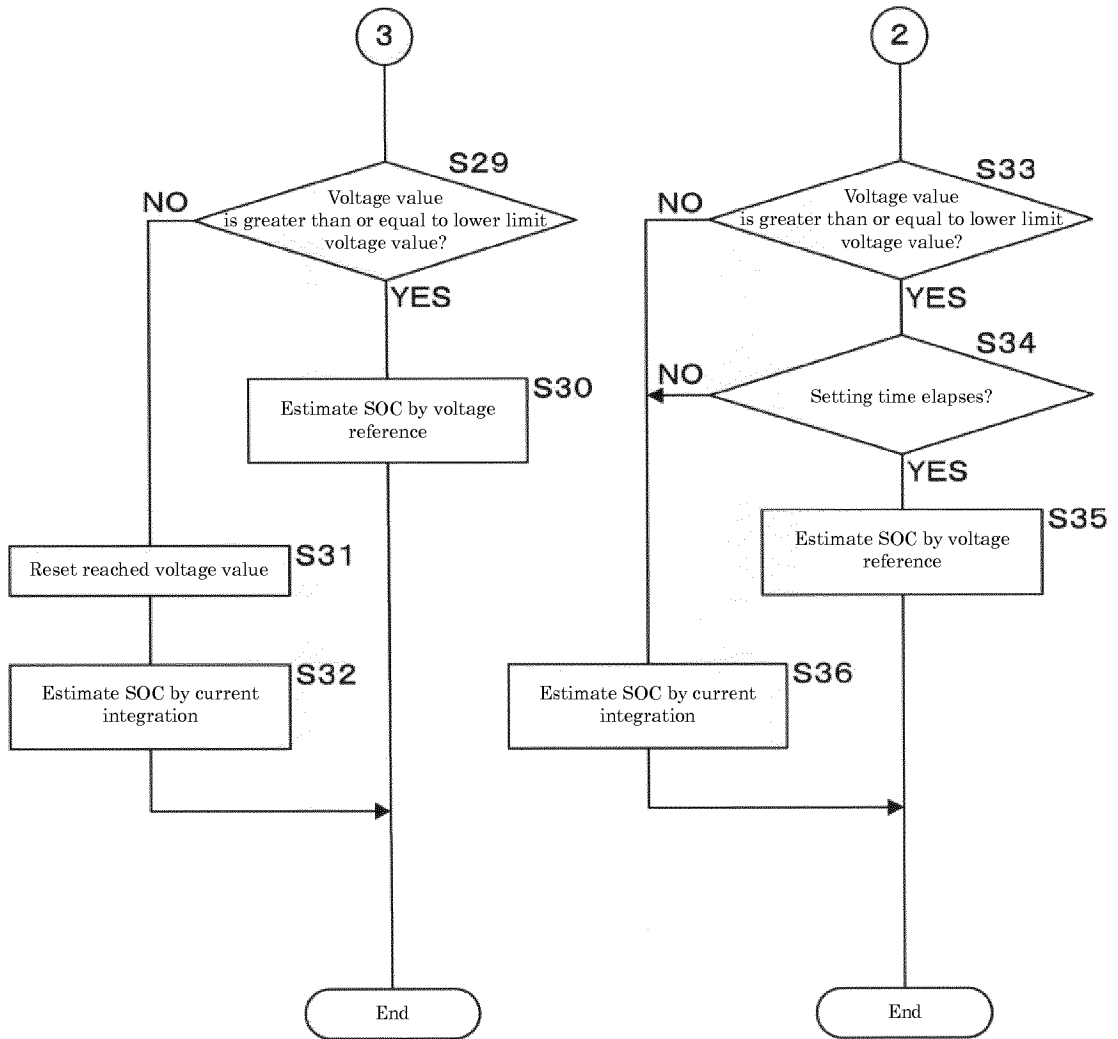 3
S29
NO
Voltage value
is greater than or equal to lower limit
voltage value?
YES
Estimate SOC by voltage
reference
S30
Reset reached voltage value
S31
Estimate SOC by current
integration
S32
End
2
S33
NO
Voltage value
is greater than or equal to lower limit
voltage value?
YES
S34
NO
Setting time elapses?
YES
Estimate SOC by voltage
reference
S35
Estimate SOC by current
integration
S36
End